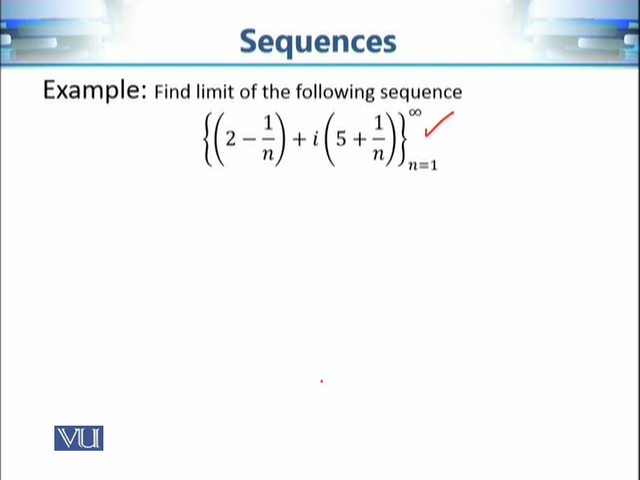 Sequences
Example: Find limit of the following sequence
{(2 − 1/n) + i(5 + 1/n)}_{n=1}^{∞}
VU